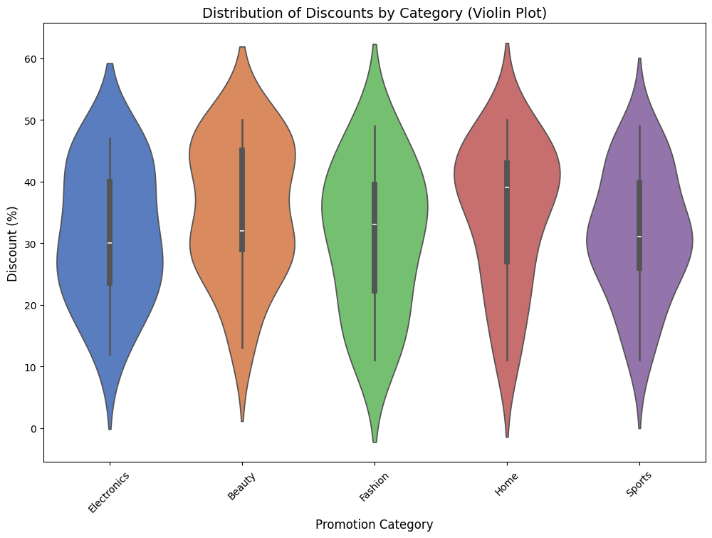 Distribution of Discounts by Category (Violin Plot)
60
50
40
30
20
10
0
Discount (%)
Electronics
Beauty
Fashion
Home
Sports
Promotion Category